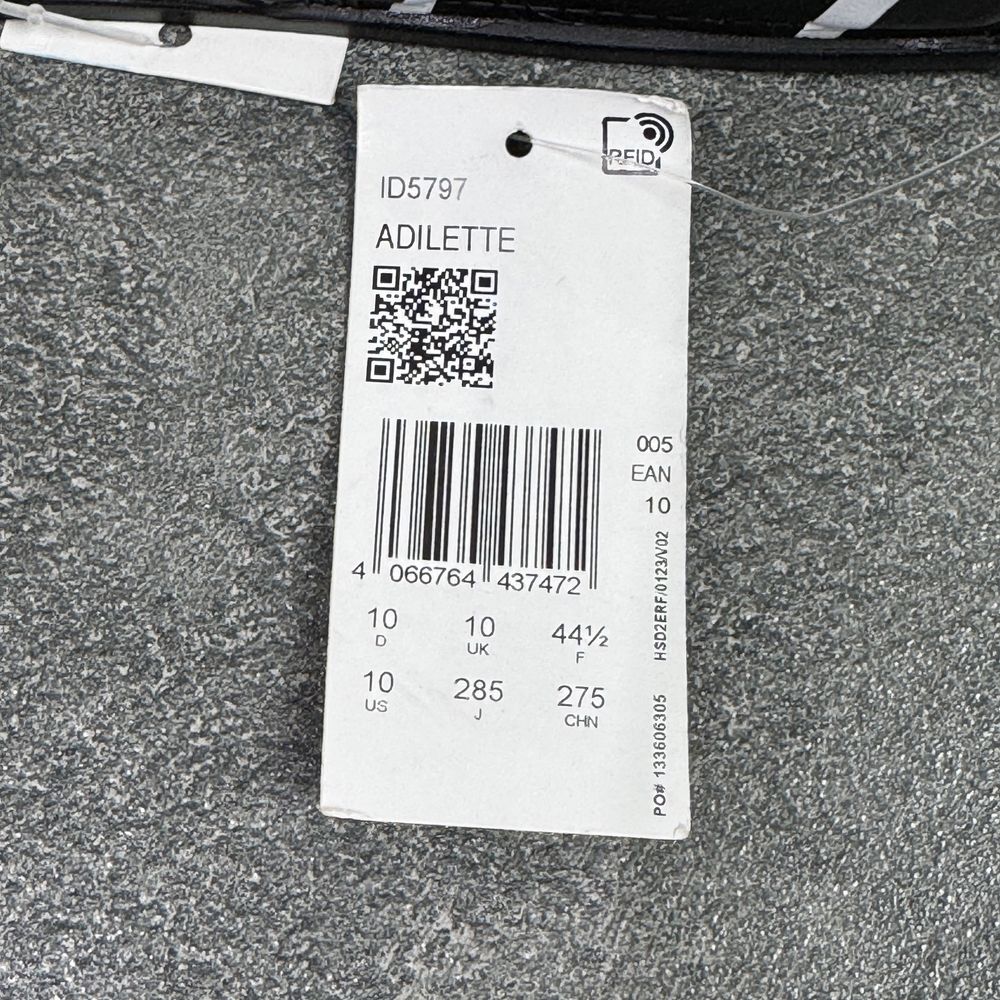 RFID
ID5797
ADILETTE
005
EAN
10
4 066764 437472
10 10 44½
D UK F
10 285 275
US J CHN
HSD2ERF/0123/V02
PO# 133606305